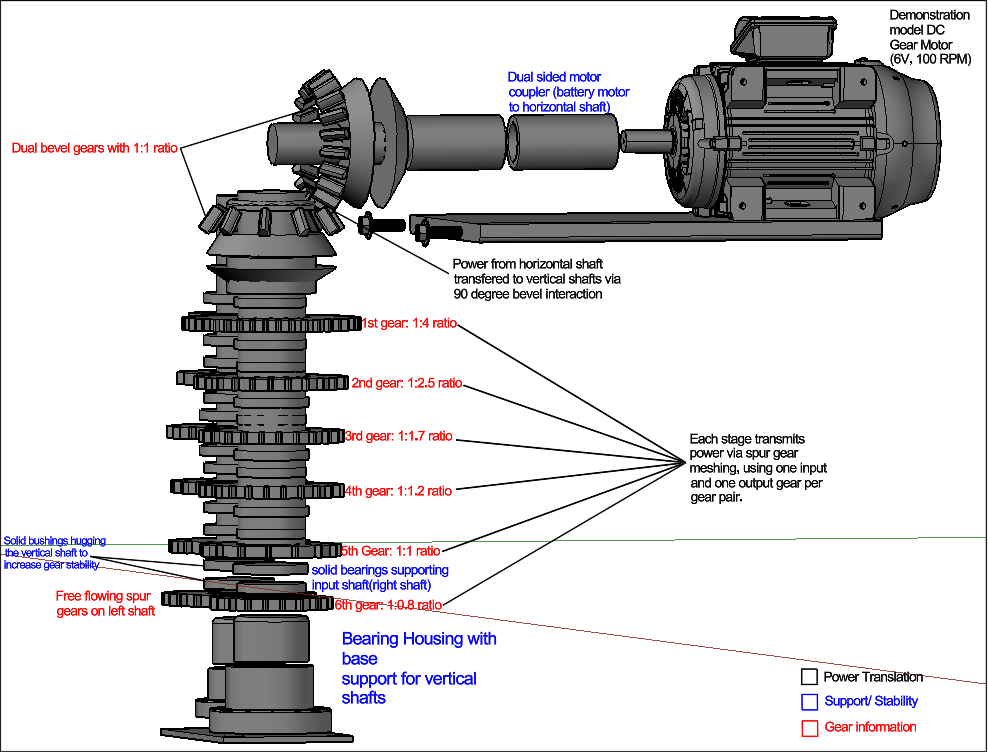 Demonstration
model DC
Gear Motor
(6V, 100 RPM)
Dual sided motor
coupler (battery motor
to horizontal shaft)
Dual bevel gears with 1:1 ratio
Power from horizontal shaft
transfered to vertical shafts via
90 degree bevel interaction
1st gear: 1:4 ratio
2nd gear: 1:2.5 ratio
3rd gear: 1:1.7 ratio
4th gear: 1:1.2 ratio
5th Gear: 1:1 ratio
6th gear: 1:0.8 ratio
Each stage transmits
power via spur gear
meshing, using one input
and one output gear per
gear pair.
Solid bushings hugging
the vertical shaft to
increase gear stability
solid bearings supporting
input shaft(right shaft)
Free flowing spur
gears on left shaft
Bearing Housing with
base
support for vertical
shafts
Power Translation
Support/ Stability
Gear information